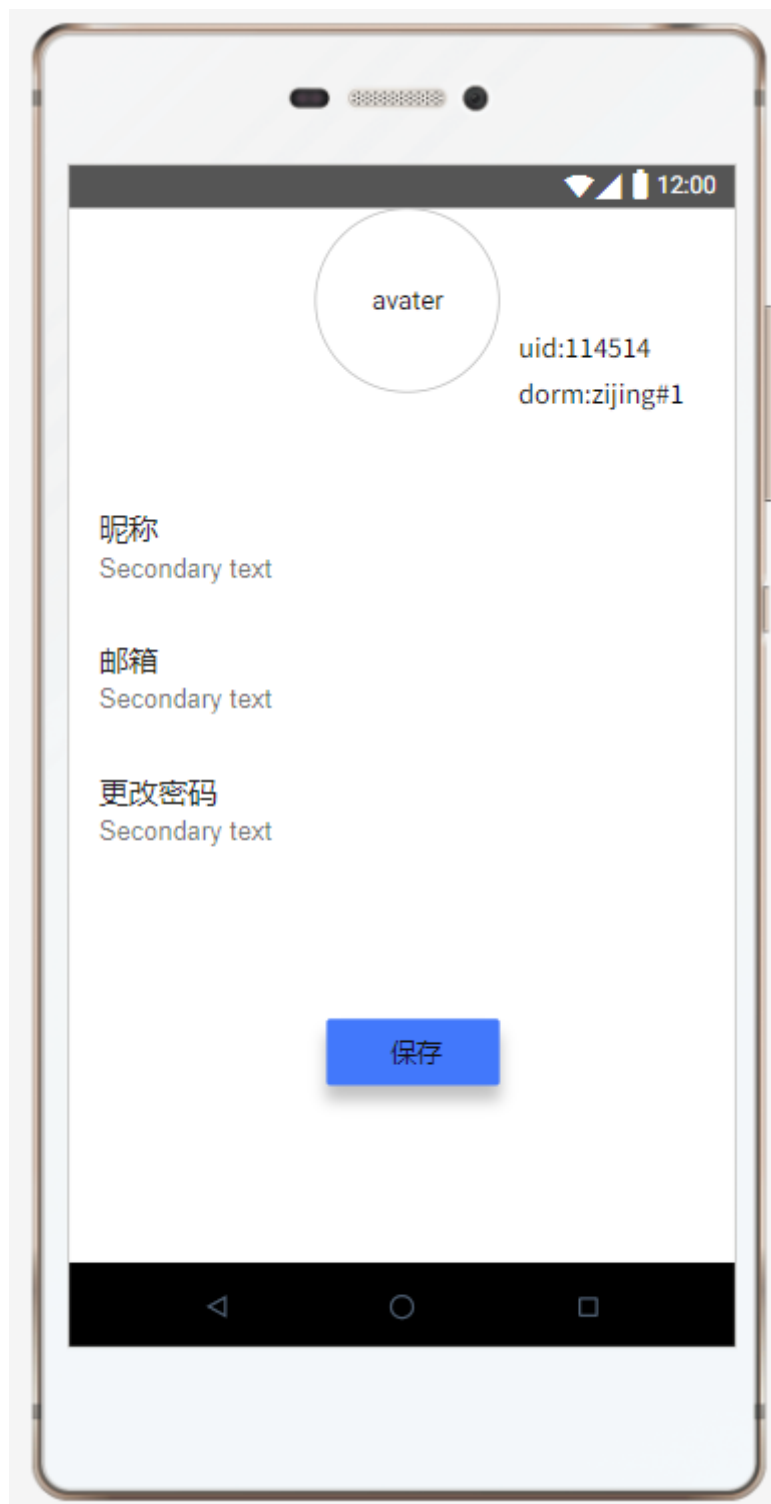 12:00
avater
uid:114514
dorm:zijing#1
昵称
Secondary text
邮箱
Secondary text
更改密码
Secondary text
保存